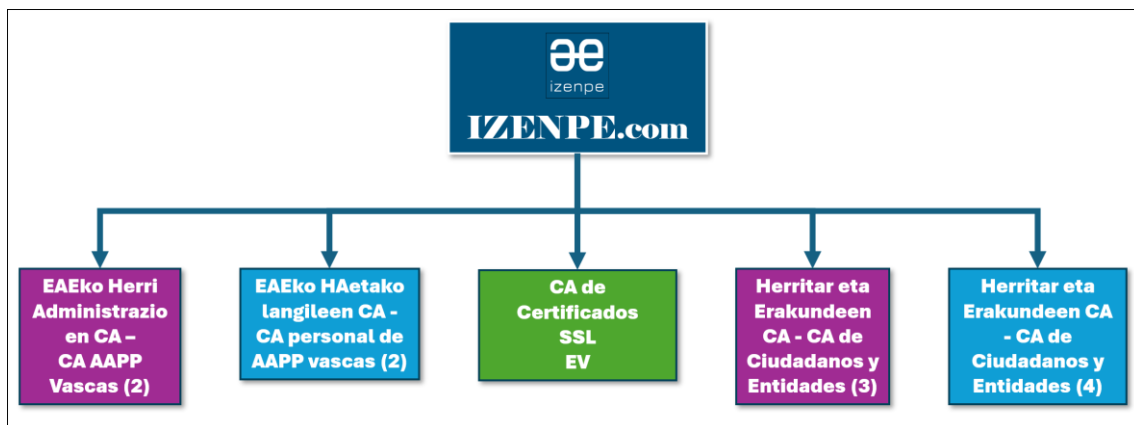 ae
izenpe
IZENPE.com
EAEko Herri
Administrazio
en CA –
CA AAPP
Vascas (2)
EAEko HAetako
langileen CA -
CA personal de
AAPP vascas (2)
CA de
Certificados
SSL
EV
Herritar eta
Erakundeen
CA - CA de
Ciudadanos y
Entidades (3)
Herritar eta
Erakundeen CA
- CA de
Ciudadanos y
Entidades (4)